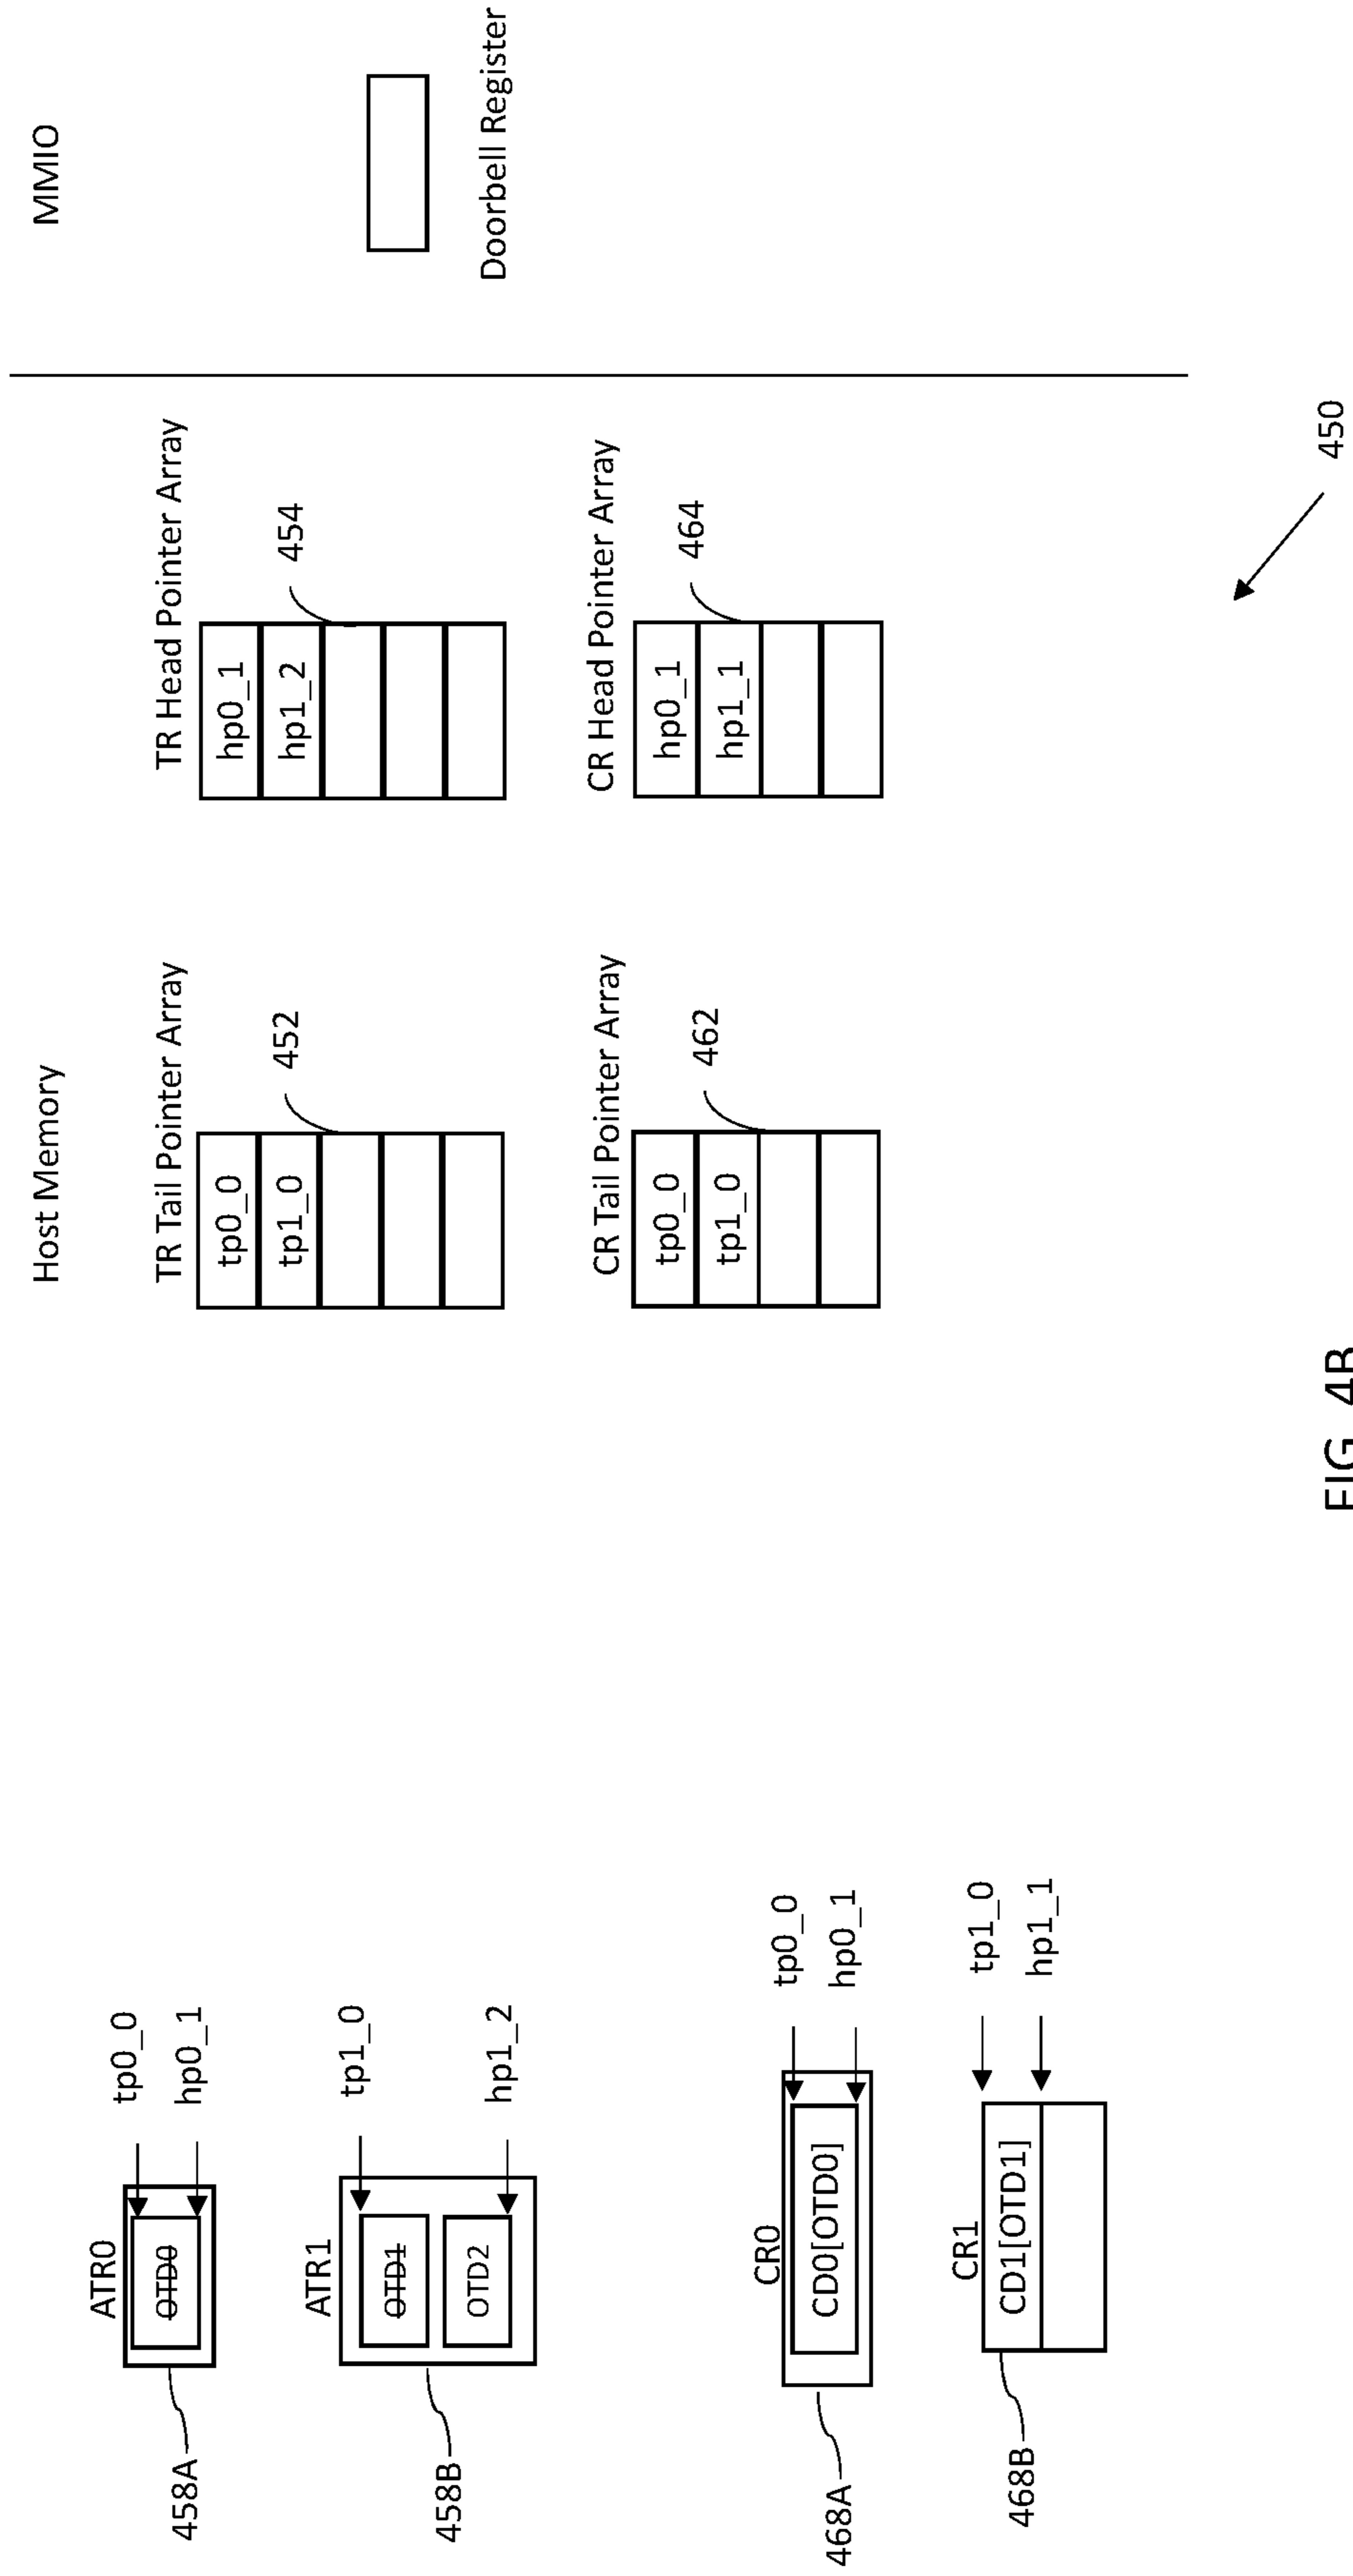 Host Memory
MMIO
ATR0
OTD0
tp0_0
hp0_1
458A
ATR1
OTD1
OTD2
tp1_0
hp1_2
458B
TR Tail Pointer Array
tp0_0
tp1_0
452
TR Head Pointer Array
hp0_1
hp1_2
454
Doorbell Register
CR0
CD0[OTD0]
tp0_0
hp0_1
468A
CR1
CD1[OTD1]
tp1_0
hp1_1
468B
CR Tail Pointer Array
tp0_0
tp1_0
462
CR Head Pointer Array
hp0_1
hp1_1
464
450
FIG. 4B